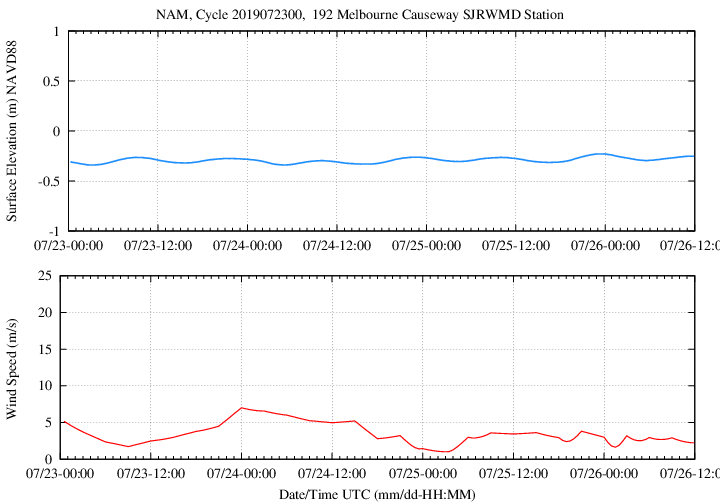 NAM, Cycle 2019072300,  192 Melbourne Causeway SJRWMD Station
Surface Elevation (m) NAVD88
1
0.5
0
-0.5
-1
07/23-00:00 07/23-12:00 07/24-00:00 07/24-12:00 07/25-00:00 07/25-12:00 07/26-00:00 07/26-12:0
Wind Speed (m/s)
25
20
15
10
5
0
07/23-00:00 07/23-12:00 07/24-00:00 07/24-12:00 07/25-00:00 07/25-12:00 07/26-00:00 07/26-12:0
Date/Time UTC (mm/dd-HH:MM)